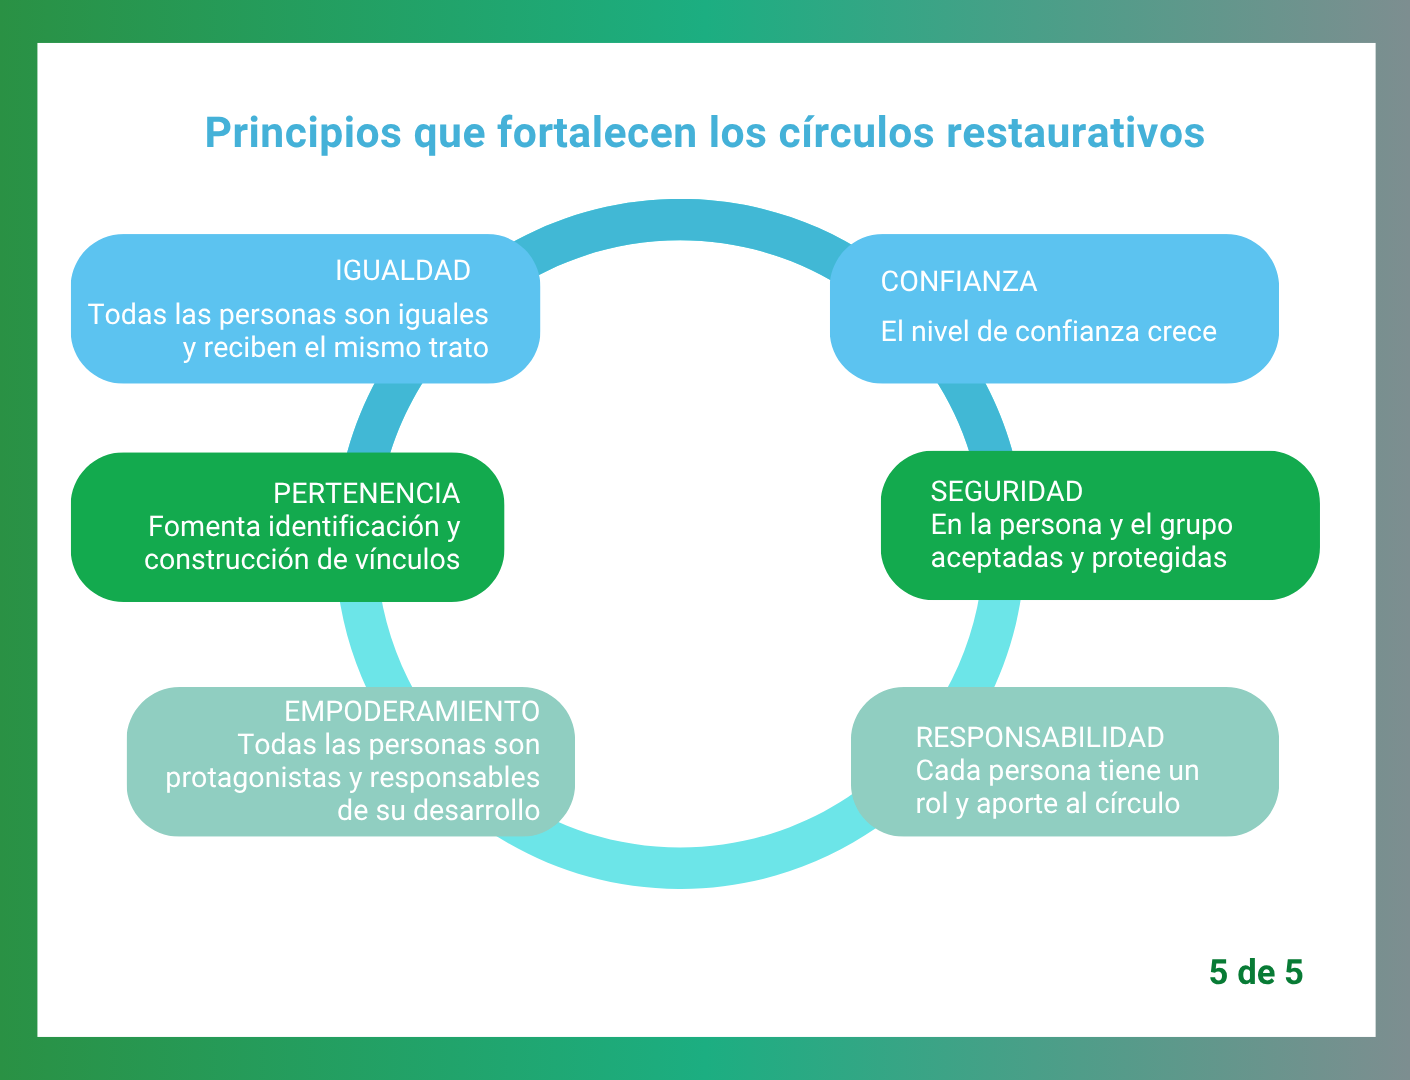 Principios que fortalecen los círculos restaurativos
IGUALDAD
Todas las personas son iguales
y reciben el mismo trato
CONFIANZA
El nivel de confianza crece
PERTENENCIA
Fomenta identificación y
construcción de vínculos
SEGURIDAD
En la persona y el grupo
aceptadas y protegidas
EMPODERAMIENTO
Todas las personas son
protagonistas y responsables
de su desarrollo
RESPONSABILIDAD
Cada persona tiene un
rol y aporte al círculo
5 de 5